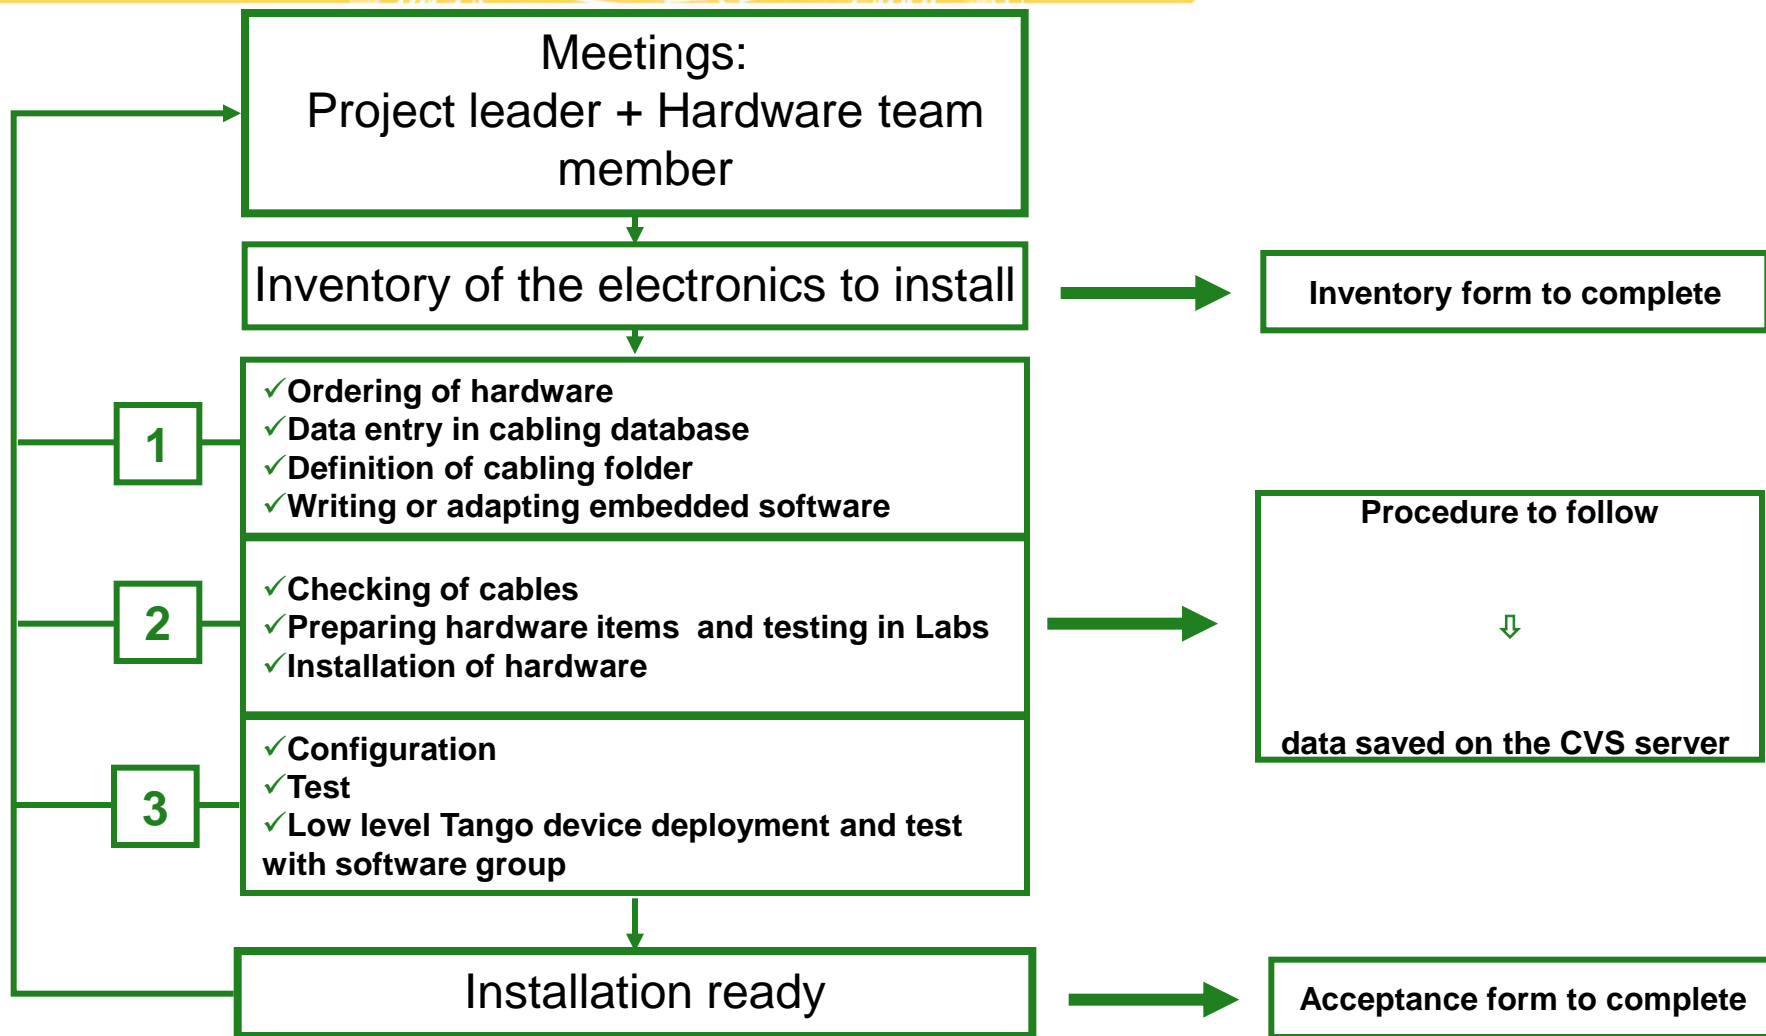 Meetings:
Project leader + Hardware team
member
Inventory of the electronics to install
Inventory form to complete
1
✓Ordering of hardware
✓Data entry in cabling database
✓Definition of cabling folder
✓Writing or adapting embedded software
2
✓Checking of cables
✓Preparing hardware items and testing in Labs
✓Installation of hardware
Procedure to follow
⇩
data saved on the CVS server
3
✓Configuration
✓Test
✓Low level Tango device deployment and test
with software group
Installation ready
Acceptance form to complete